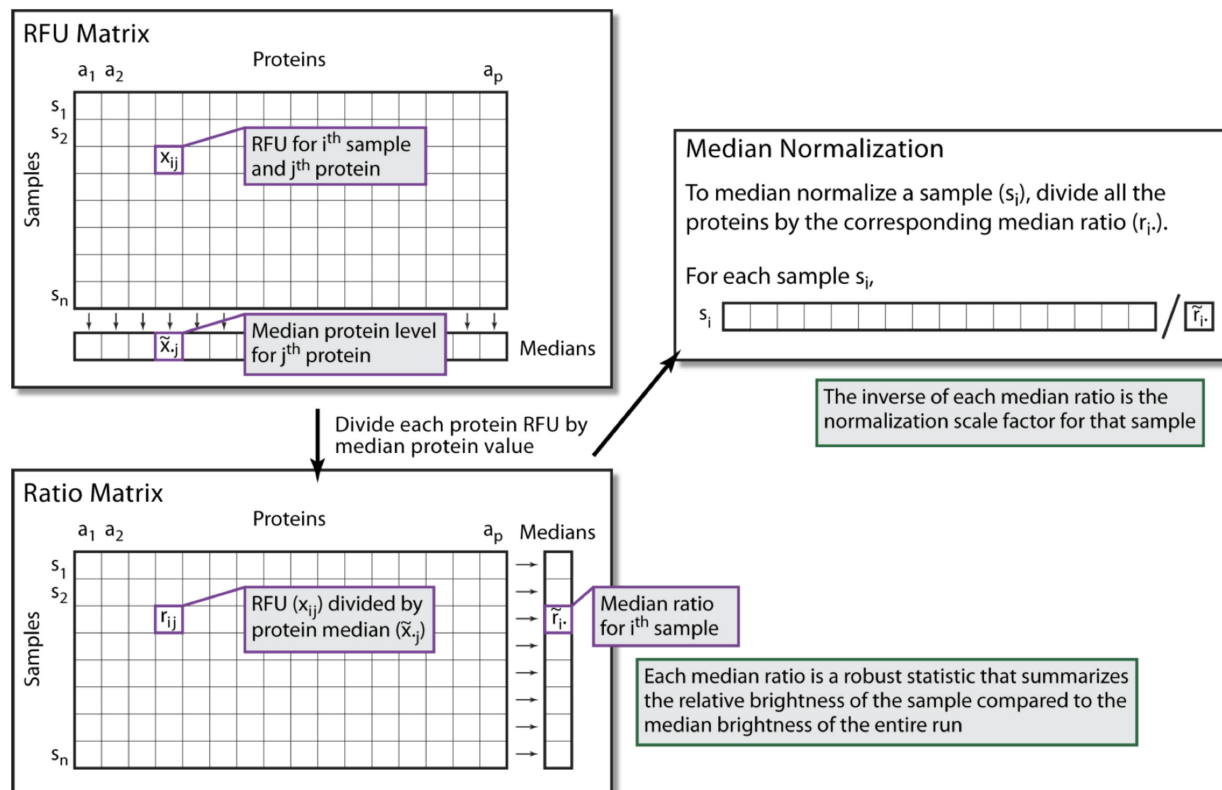 RFU Matrix
Proteins
a₁ a₂ aₚ
s₁
s₂
Samples
xᵢⱼ
RFU for iᵗʰ sample
and jᵗʰ protein
sₙ
x̃.ⱼ
Median protein level
for jᵗʰ protein
Medians
Divide each protein RFU by
median protein value
Ratio Matrix
Proteins
a₁ a₂ aₚ Medians
s₁
s₂
Samples
rᵢⱼ
RFU (xᵢⱼ) divided by
protein median (x̃.ⱼ)
r̃ᵢ.
Median ratio
for iᵗʰ sample
sₙ
Each median ratio is a robust statistic that summarizes
the relative brightness of the sample compared to the
median brightness of the entire run
Median Normalization
To median normalize a sample (sᵢ), divide all the
proteins by the corresponding median ratio (rᵢ.).
For each sample sᵢ,
sᵢ / r̃ᵢ.
The inverse of each median ratio is the
normalization scale factor for that sample